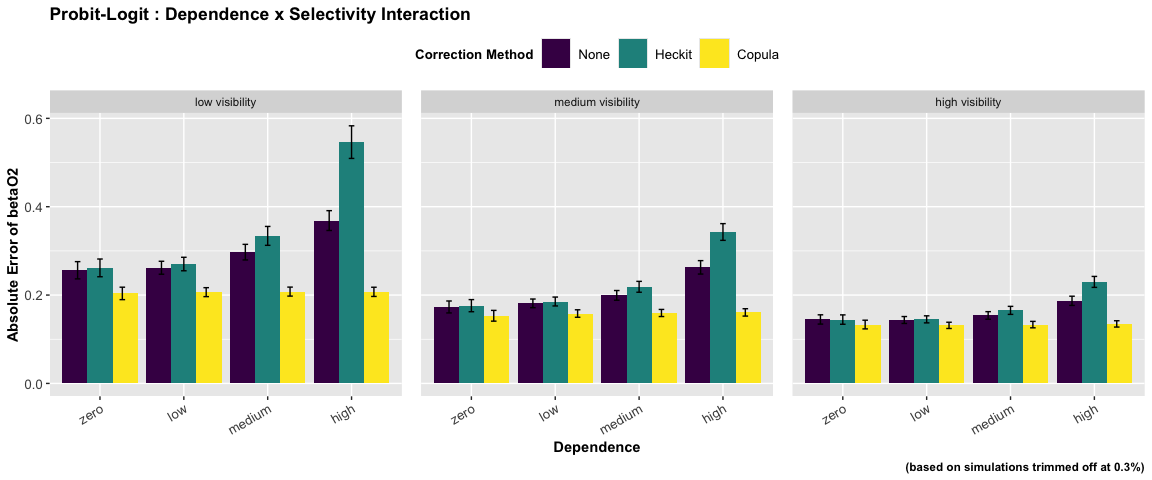 Probit-Logit : Dependence x Selectivity Interaction
Correction Method None Heckit Copula
low visibility medium visibility high visibility
Absolute Error of betaO2
0.6
0.4
0.2
0.0
zero low medium high zero low medium high zero low medium high
Dependence
(based on simulations trimmed off at 0.3%)